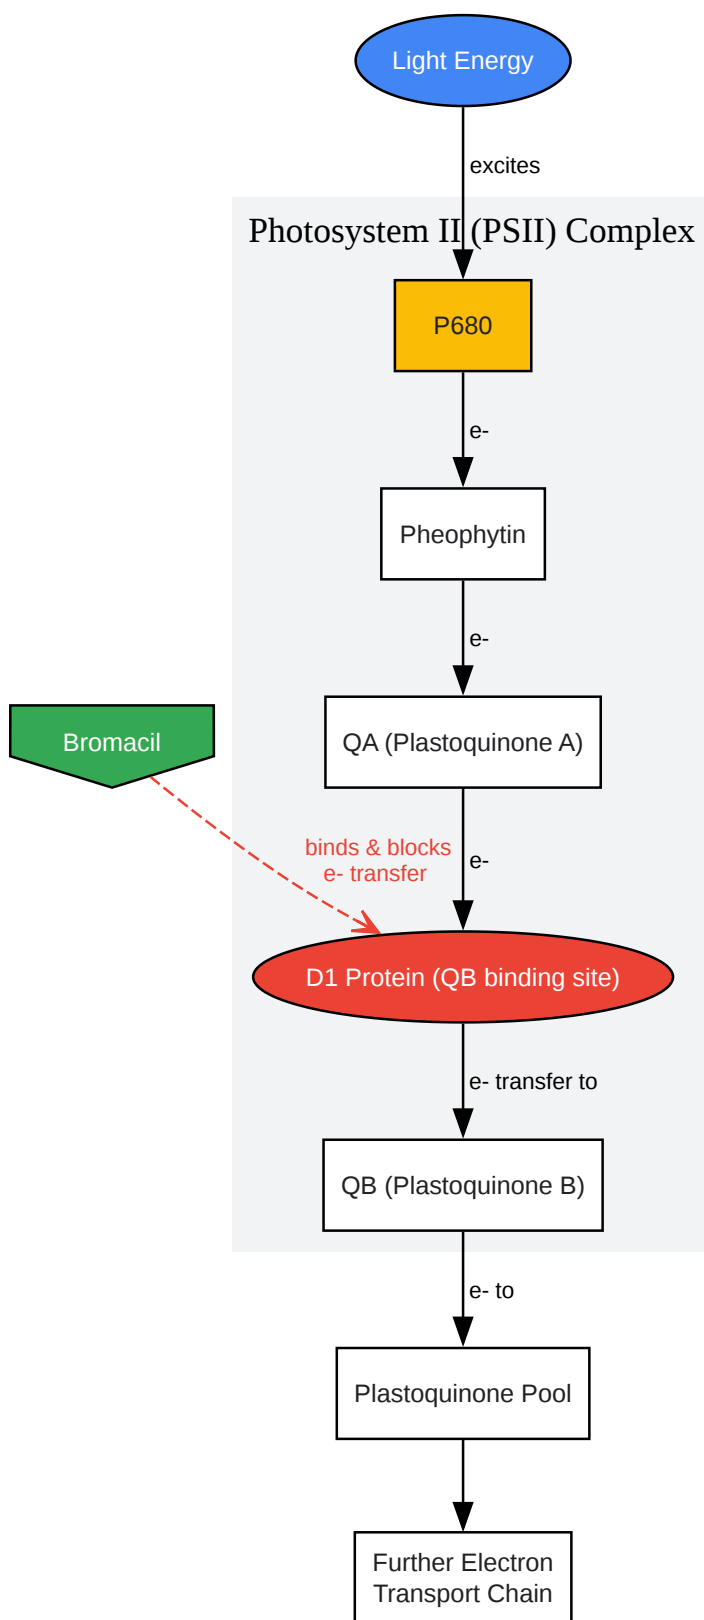 Light Energy
excites
Photosystem II (PSII) Complex
P680
e-
Pheophytin
e-
QA (Plastoquinone A)
Bromacil
binds & blocks
e- transfer
e-
D1 Protein (QB binding site)
e- transfer to
QB (Plastoquinone B)
e- to
Plastoquinone Pool
Further Electron
Transport Chain